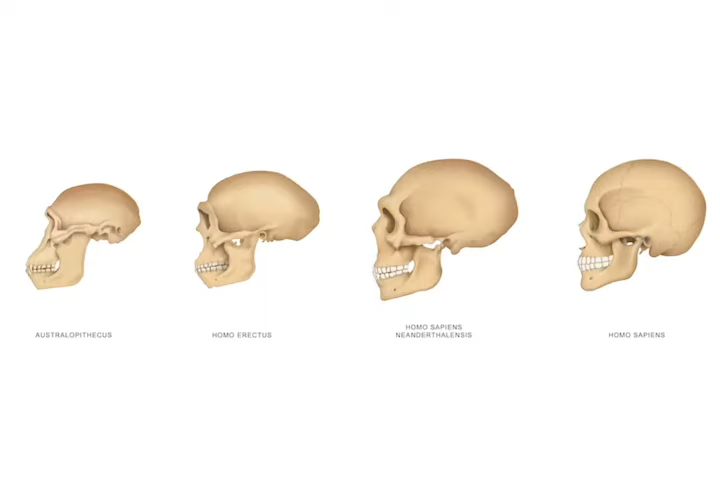 AUSTRALOPITHECUS
HOMO ERECTUS
HOMO SAPIENS
NEANDERTHALENSIS
HOMO SAPIENS